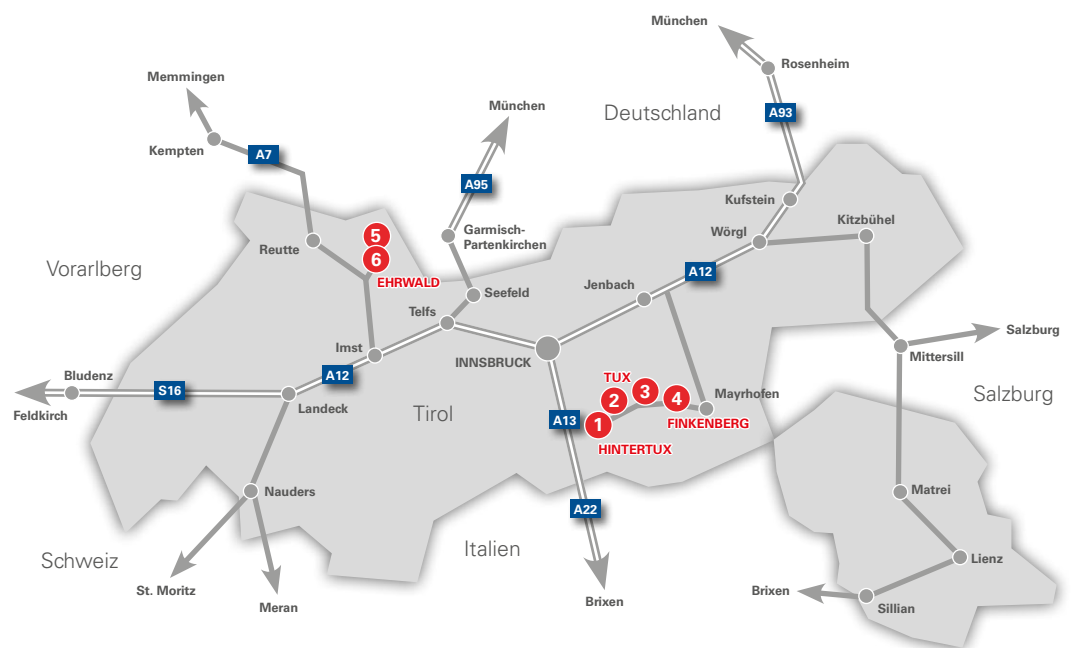 München
Rosenheim
Memmingen
München
Deutschland
A93
Kempten
A7
A95
Kufstein
Kitzbühel
Garmisch-
Partenkirchen
Wörgl
5
Reutte
6
Vorarlberg
EHRWALD
A12
Jenbach
Seefeld
Telfs
Salzburg
Imst
Mittersill
INNSBRUCK
Bludenz
A12
S16
TUX
Mayrhofen
Salzburg
Feldkirch
Landeck
Tirol
A13
1
2
3
4
FINKENBERG
HINTERTUX
Nauders
Matrei
A22
Schweiz
Italien
Lienz
St. Moritz
Meran
Brixen
Brixen
Sillian